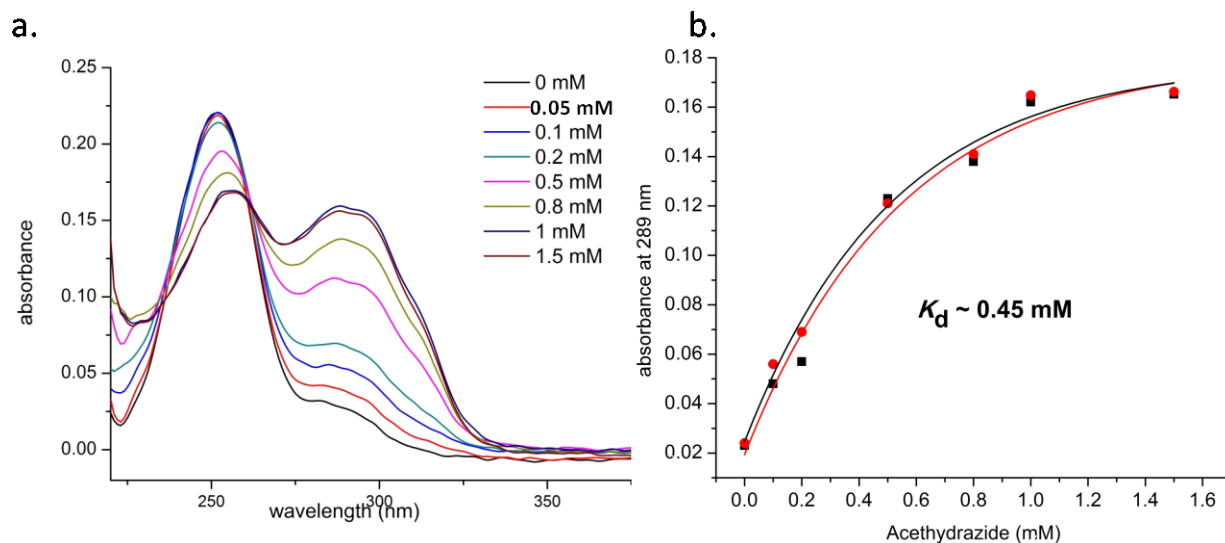 a.
0.25
0.20
0.15
0.10
0.05
0.00
absorbance
250
300
350
wavelength (nm)
0 mM
0.05 mM
0.1 mM
0.2 mM
0.5 mM
0.8 mM
1 mM
1.5 mM
b.
0.18
0.16
0.14
0.12
0.10
0.08
0.06
0.04
0.02
absorbance at 289 nm
Kd ~ 0.45 mM
0.0
0.2
0.4
0.6
0.8
1.0
1.2
1.4
1.6
Acethydrazide (mM)